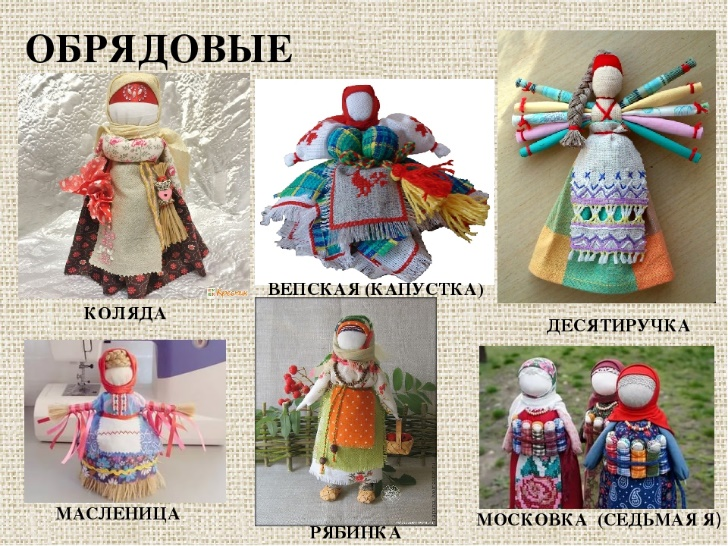 ОБРЯДОВЫЕ
КОЛЯДА
ВЕПСКАЯ (КАПУСТКА)
ДЕСЯТИРУЧКА
МАСЛЕНИЦА
РЯБИНКА
МОСКОВКА (СЕДЬМАЯ Я)